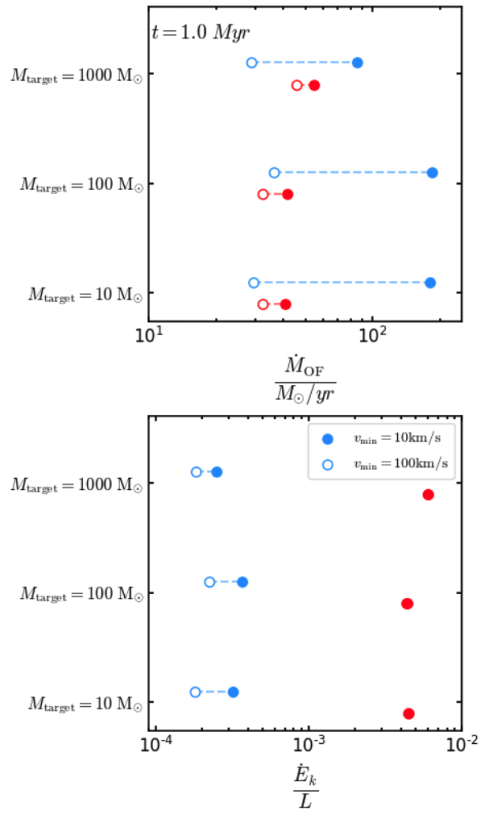 t = 1.0 Myr
M_target = 1000 M_⊙
M_target = 100 M_⊙
M_target = 10 M_⊙
10^1
10^2
Ṁ_OF
M_⊙/yr
v_min = 10km/s
v_min = 100km/s
M_target = 1000 M_⊙
M_target = 100 M_⊙
M_target = 10 M_⊙
10^-4
10^-3
10^-2
Ė_k
L